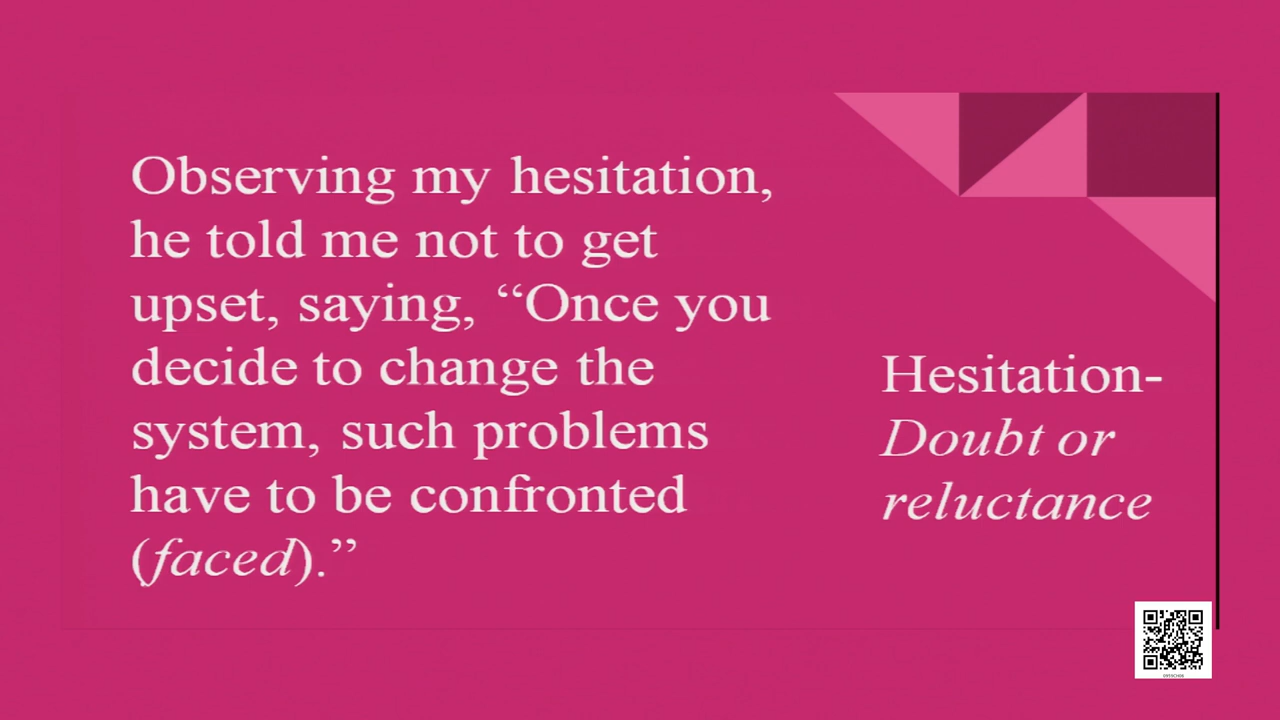 Observing my hesitation,
he told me not to get
upset, saying, “Once you
decide to change the
system, such problems
have to be confronted
(faced).”
Hesitation-
Doubt or
reluctance